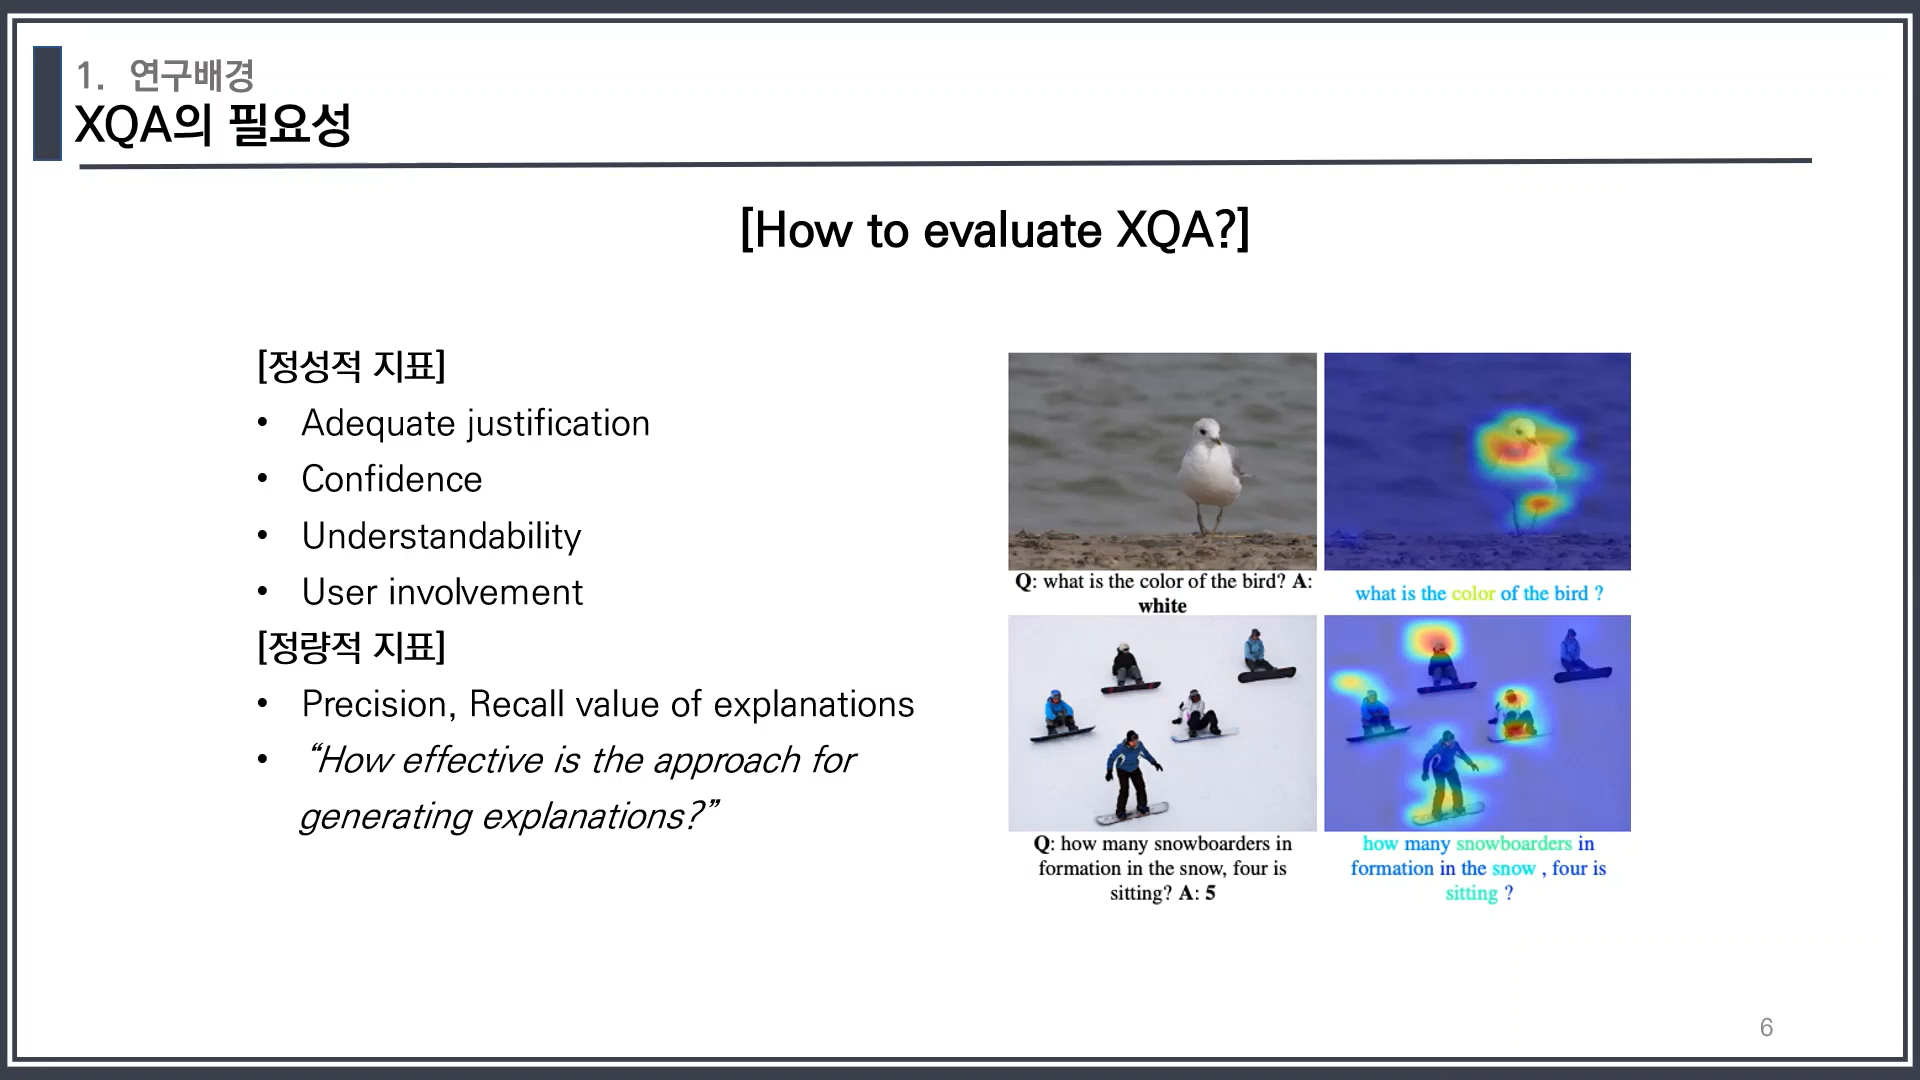 1. 연구배경
XQA의 필요성
[How to evaluate XQA?]
[정성적 지표]
• Adequate justification
• Confidence
• Understandability
• User involvement
[정량적 지표]
• Precision, Recall value of explanations
• “How effective is the approach for
generating explanations?”
Q: what is the color of the bird? A:
white
what is the color of the bird ?
Q: how many snowboarders in
formation in the snow, four is
sitting? A: 5
how many snowboarders in
formation in the snow , four is
sitting ?
6